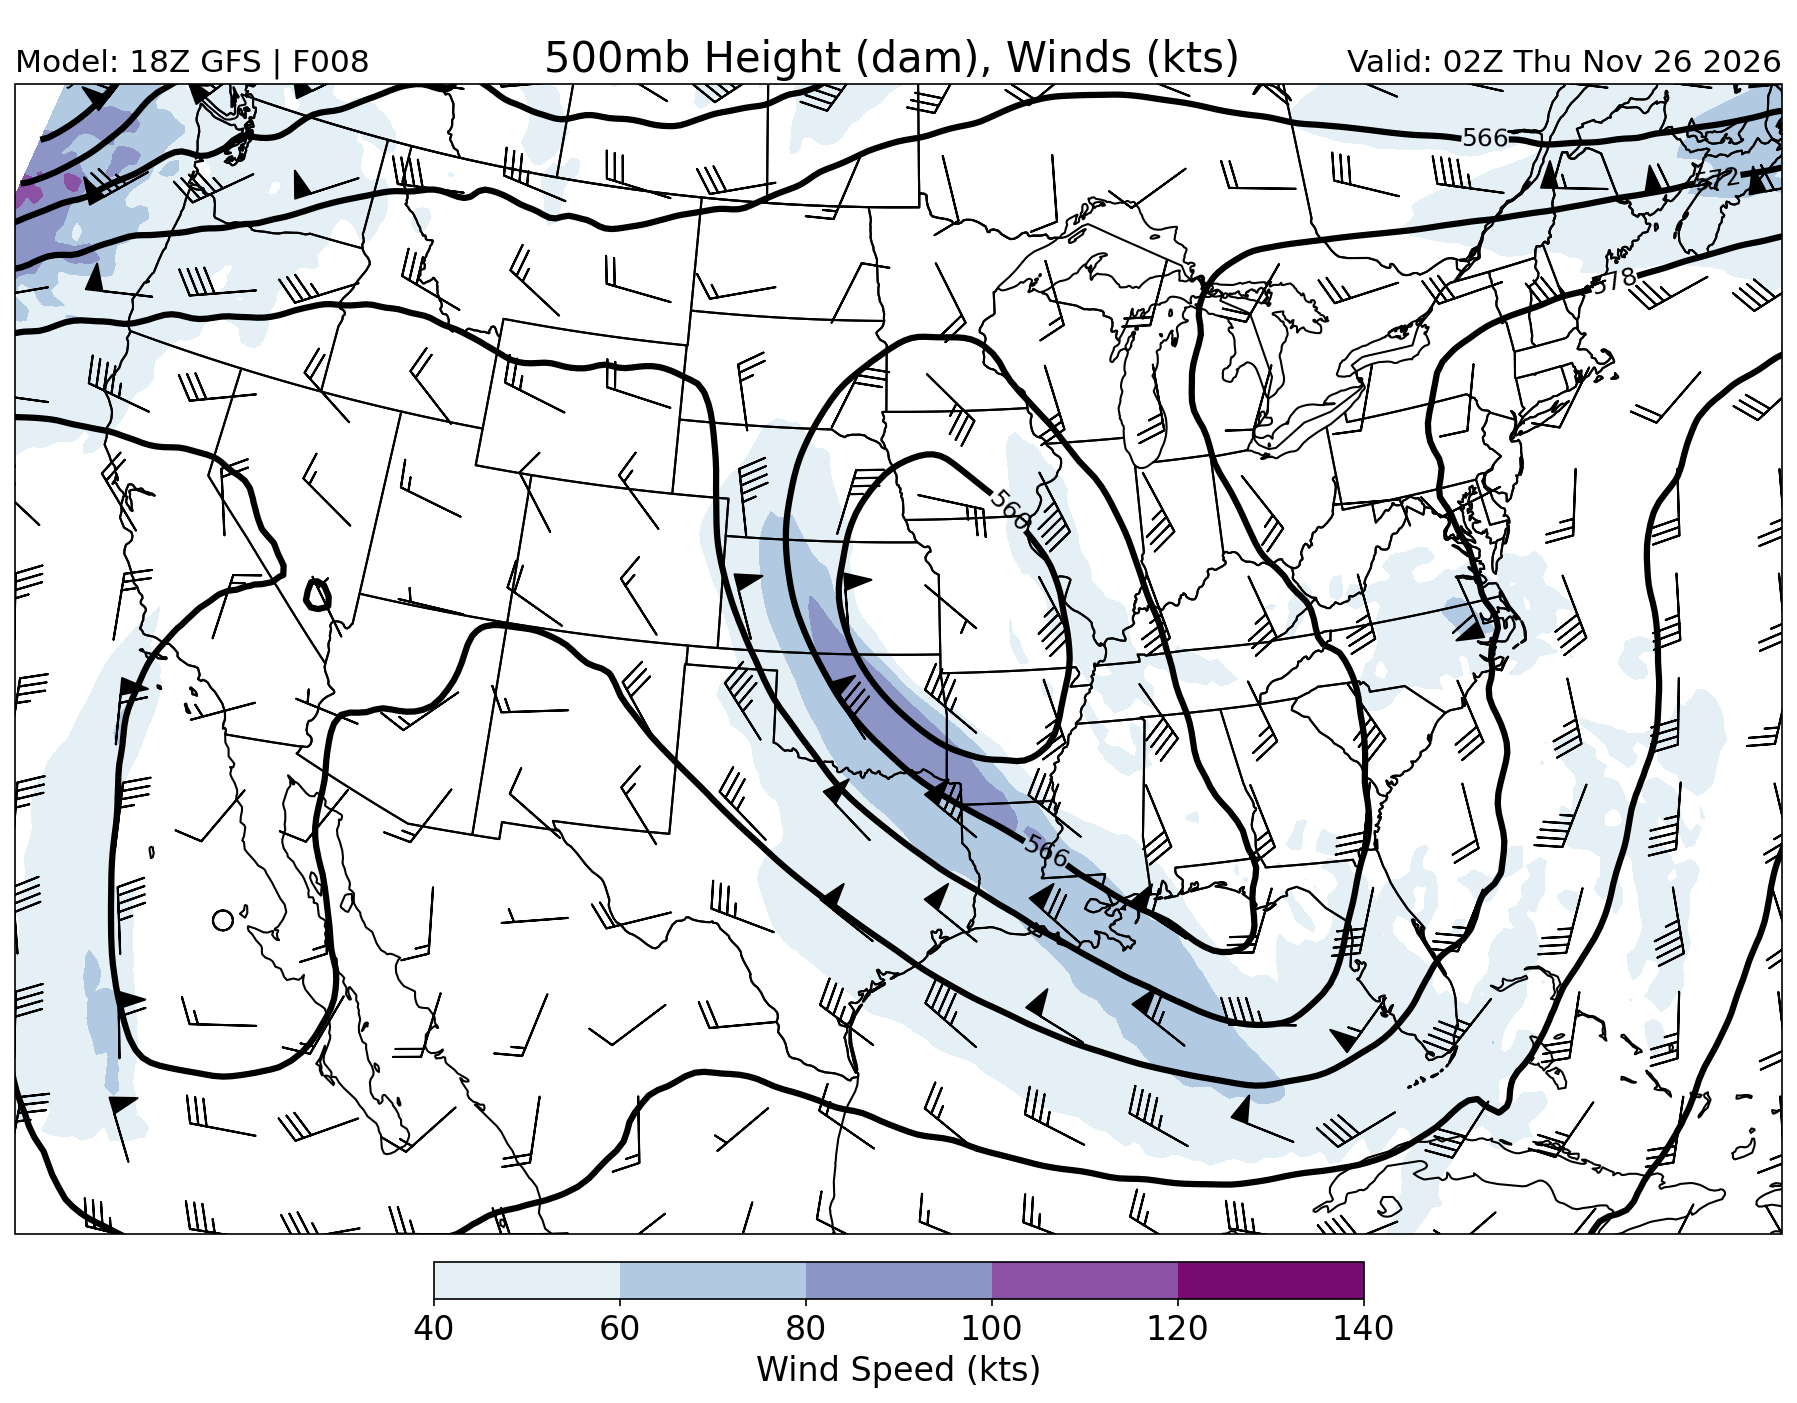 Model: 18Z GFS | F008
500mb Height (dam), Winds (kts)
Valid: 02Z Thu Nov 26 2026
566
572
578
560
566
40 60 80 100 120 140
Wind Speed (kts)